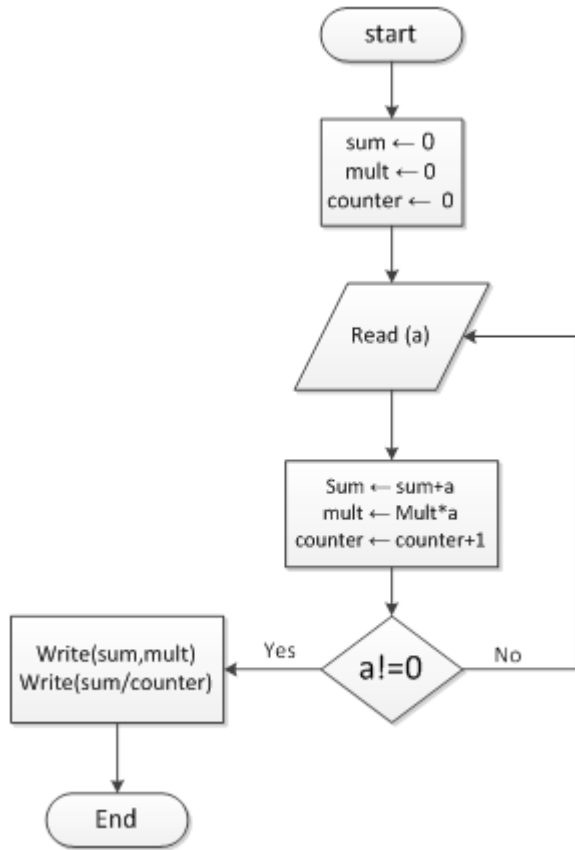 start
sum ← 0
mult ← 0
counter ← 0
Read (a)
Sum ← sum+a
mult ← Mult*a
counter ← counter+1
a!=0
Yes
No
Write(sum,mult)
Write(sum/counter)
End